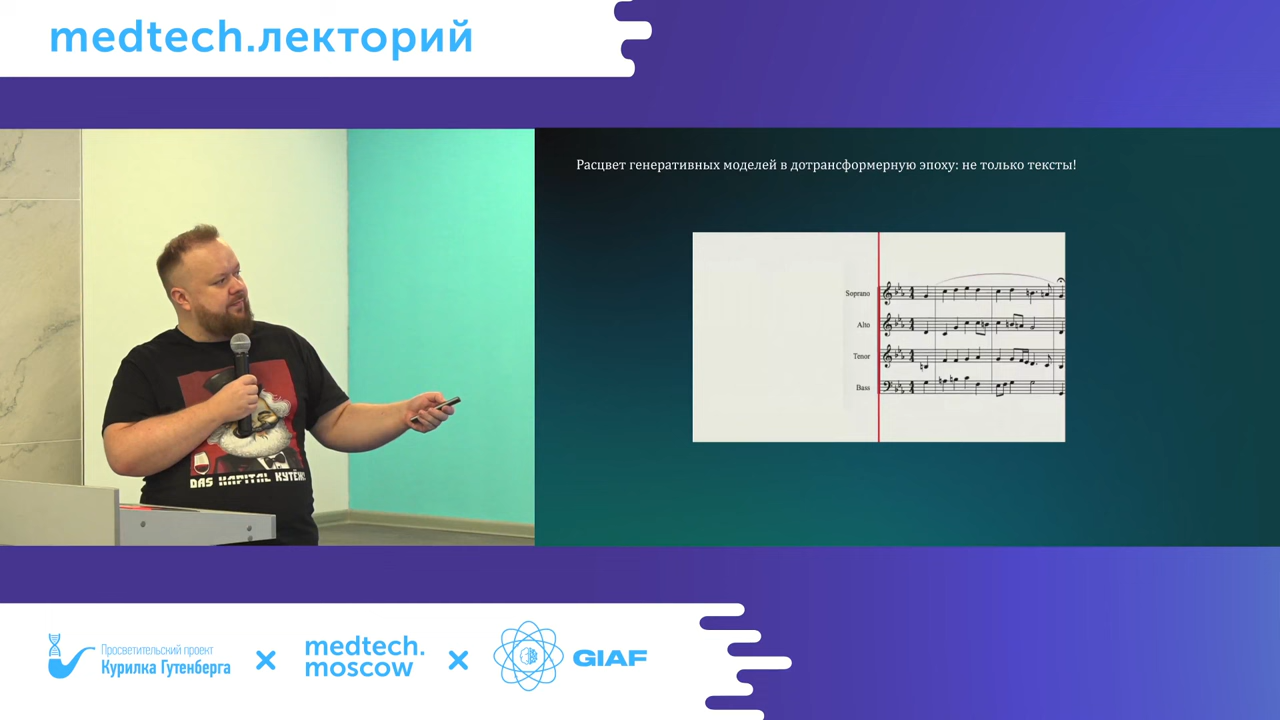 medtech.лекторий
Расцвет генеративных моделей в дотрансформерную эпоху: не только тексты!
Soprano
Alto
Tenor
Bass
DAS KAPITAL КУТЕЖ
Просветительский проект
Курилка Гутенберга
medtech.
moscow
GIAF